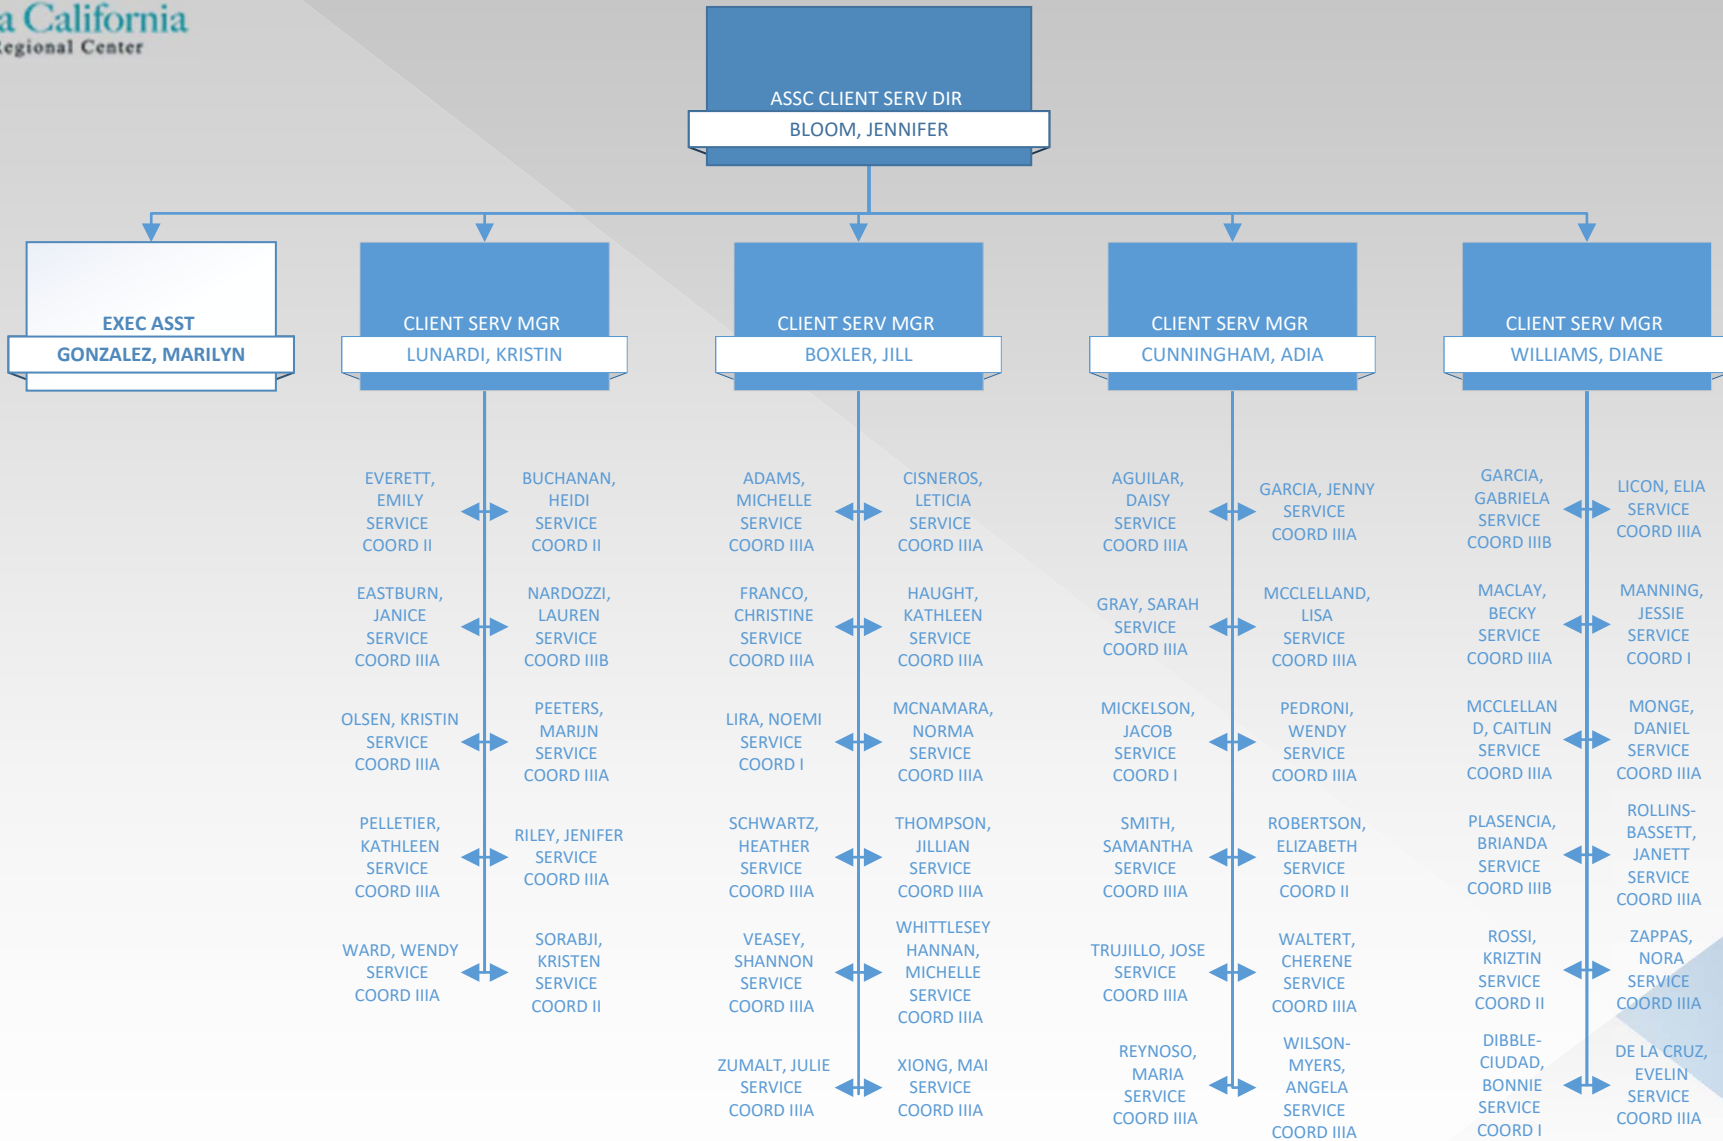 a California
Regional Center
ASSC CLIENT SERV DIR
BLOOM, JENNIFER
EXEC ASST
GONZALEZ, MARILYN
CLIENT SERV MGR
LUNARDI, KRISTIN
CLIENT SERV MGR
BOXLER, JILL
CLIENT SERV MGR
CUNNINGHAM, ADIA
CLIENT SERV MGR
WILLIAMS, DIANE
EVERETT,
EMILY
SERVICE
COORD II
BUCHANAN,
HEIDI
SERVICE
COORD II
EASTBURN,
JANICE
SERVICE
COORD IIIA
NARDOZZI,
LAUREN
SERVICE
COORD IIIB
OLSEN, KRISTIN
SERVICE
COORD IIIA
PEETERS,
MARIJN
SERVICE
COORD IIIA
PELLETIER,
KATHLEEN
SERVICE
COORD IIIA
RILEY, JENIFER
SERVICE
COORD IIIA
WARD, WENDY
SERVICE
COORD IIIA
SORABJI,
KRISTEN
SERVICE
COORD II
ADAMS,
MICHELLE
SERVICE
COORD IIIA
CISNEROS,
LETICIA
SERVICE
COORD IIIA
FRANCO,
CHRISTINE
SERVICE
COORD IIIA
HAUGHT,
KATHLEEN
SERVICE
COORD IIIA
LIRA, NOEMI
SERVICE
COORD I
MCNAMARA,
NORMA
SERVICE
COORD IIIA
SCHWARTZ,
HEATHER
SERVICE
COORD IIIA
THOMPSON,
JILLIAN
SERVICE
COORD IIIA
VEASEY,
SHANNON
SERVICE
COORD IIIA
WHITTLESEY
HANNAN,
MICHELLE
SERVICE
COORD IIIA
ZUMALT, JULIE
SERVICE
COORD IIIA
XIONG, MAI
SERVICE
COORD IIIA
AGUILAR,
DAISY
SERVICE
COORD IIIA
GARCIA, JENNY
SERVICE
COORD IIIA
GRAY, SARAH
SERVICE
COORD IIIA
MCCLELLAND,
LISA
SERVICE
COORD IIIA
MICKELSON,
JACOB
SERVICE
COORD I
PEDRONI,
WENDY
SERVICE
COORD IIIA
SMITH,
SAMANTHA
SERVICE
COORD IIIA
ROBERTSON,
ELIZABETH
SERVICE
COORD II
TRUJILLO, JOSE
SERVICE
COORD IIIA
WALTERT,
CHERENE
SERVICE
COORD IIIA
REYNOSO,
MARIA
SERVICE
COORD IIIA
WILSON-
MYERS,
ANGELA
SERVICE
COORD IIIA
GARCIA,
GABRIELA
SERVICE
COORD IIIB
LICON, ELIA
SERVICE
COORD IIIA
MACLAY,
BECKY
SERVICE
COORD IIIA
MANNING,
JESSIE
SERVICE
COORD I
MCCLELLAN
D, CAITLIN
SERVICE
COORD IIIA
MONGE,
DANIEL
SERVICE
COORD IIIA
PLASENCIA,
BRIANDA
SERVICE
COORD IIIB
ROLLINS-
BASSETT,
JANETT
SERVICE
COORD IIIA
ROSSI,
KRIZTIN
SERVICE
COORD II
ZAPPAS,
NORA
SERVICE
COORD IIIA
DIBBLE-
CIUDAD,
BONNIE
SERVICE
COORD I
DE LA CRUZ,
EVELIN
SERVICE
COORD IIIA